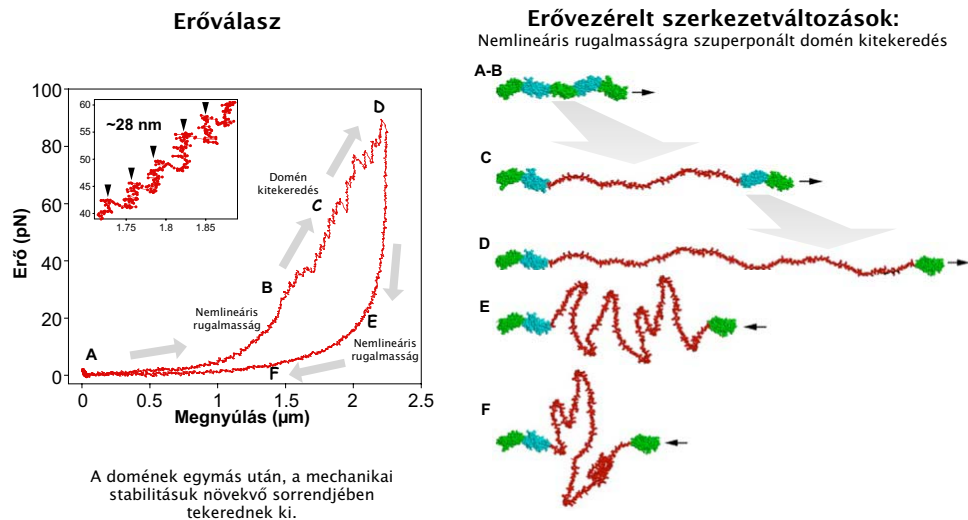 Erőválasz
Erő (pN)
100
80
60
40
20
0
60
55
50
45
40
~28 nm
1.75
1.8
1.85
D
Domén
kitekeredés
C
B
Nemlineáris
rugalmasság
A
E
Nemlineáris
rugalmasság
F
0
0.5
1
1.5
2
2.5
Megnyúlás (µm)
A domének egymás után, a mechanikai
stabilitásuk növekvő sorrendjében
tekerednek ki.
Erővezérelt szerkezetváltozások:
Nemlineáris rugalmasságra szuperponált domén kitekeredés
A-B
C
D
E
F